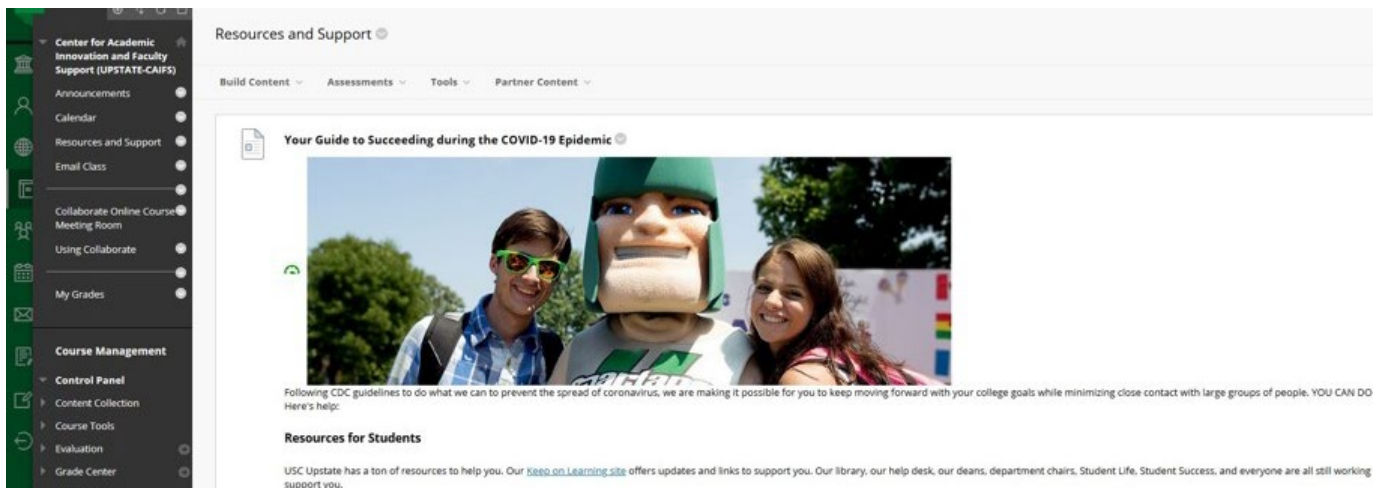 Center for Academic
Innovation and Faculty
Support (UPSTATE-CAIFS)
Announcements
Calendar
Resources and Support
Email Class
Collaborate Online Course
Meeting Room
Using Collaborate
My Grades
Course Management
Control Panel
Content Collection
Course Tools
Evaluation
Grade Center
Resources and Support
Build Content
Assessments
Tools
Partner Content
Your Guide to Succeeding during the COVID-19 Epidemic
Spartans
Following CDC guidelines to do what we can to prevent the spread of coronavirus, we are making it possible for you to keep moving forward with your college goals while minimizing close contact with large groups of people. YOU CAN DO
Here's help:
Resources for Students
USC Upstate has a ton of resources to help you. Our Keep on Learning site offers updates and links to support you. Our library, our help desk, our deans, department chairs, Student Life, Student Success, and everyone are all still working
support you.